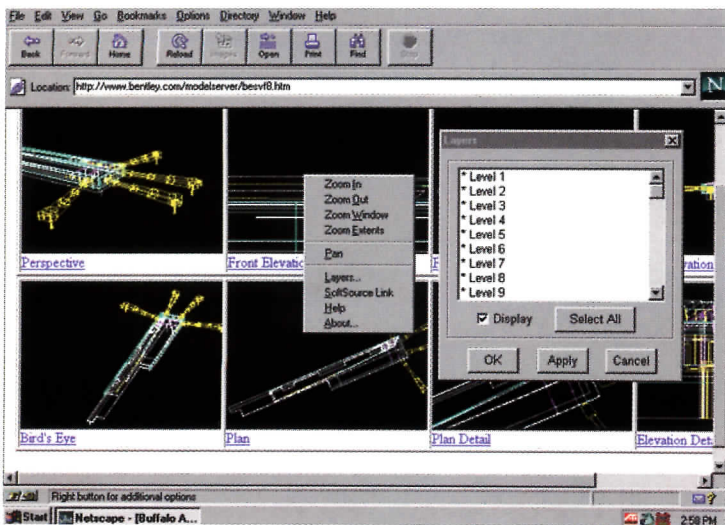 File Edit View Go Bookmarks Options Directory Window Help
Back Forward Home Reload Images Open Print Find Stop
Location: http://www.bentley.com/modelserver/besvf8.htm
N
Layers
* Level 1
* Level 2
* Level 3
* Level 4
* Level 5
* Level 6
* Level 7
* Level 8
* Level 9
Display Select All
OK Apply Cancel
Zoom In
Zoom Out
Zoom Window
Zoom Extents
Pan
Layers...
SoftSource Link
Help
About...
Perspective Front Elevatio F vation
Bird's Eye Plan Plan Detail Elevation Det
Right button for additional options
Start Netscape - [Buffalo A... 2:58 PM